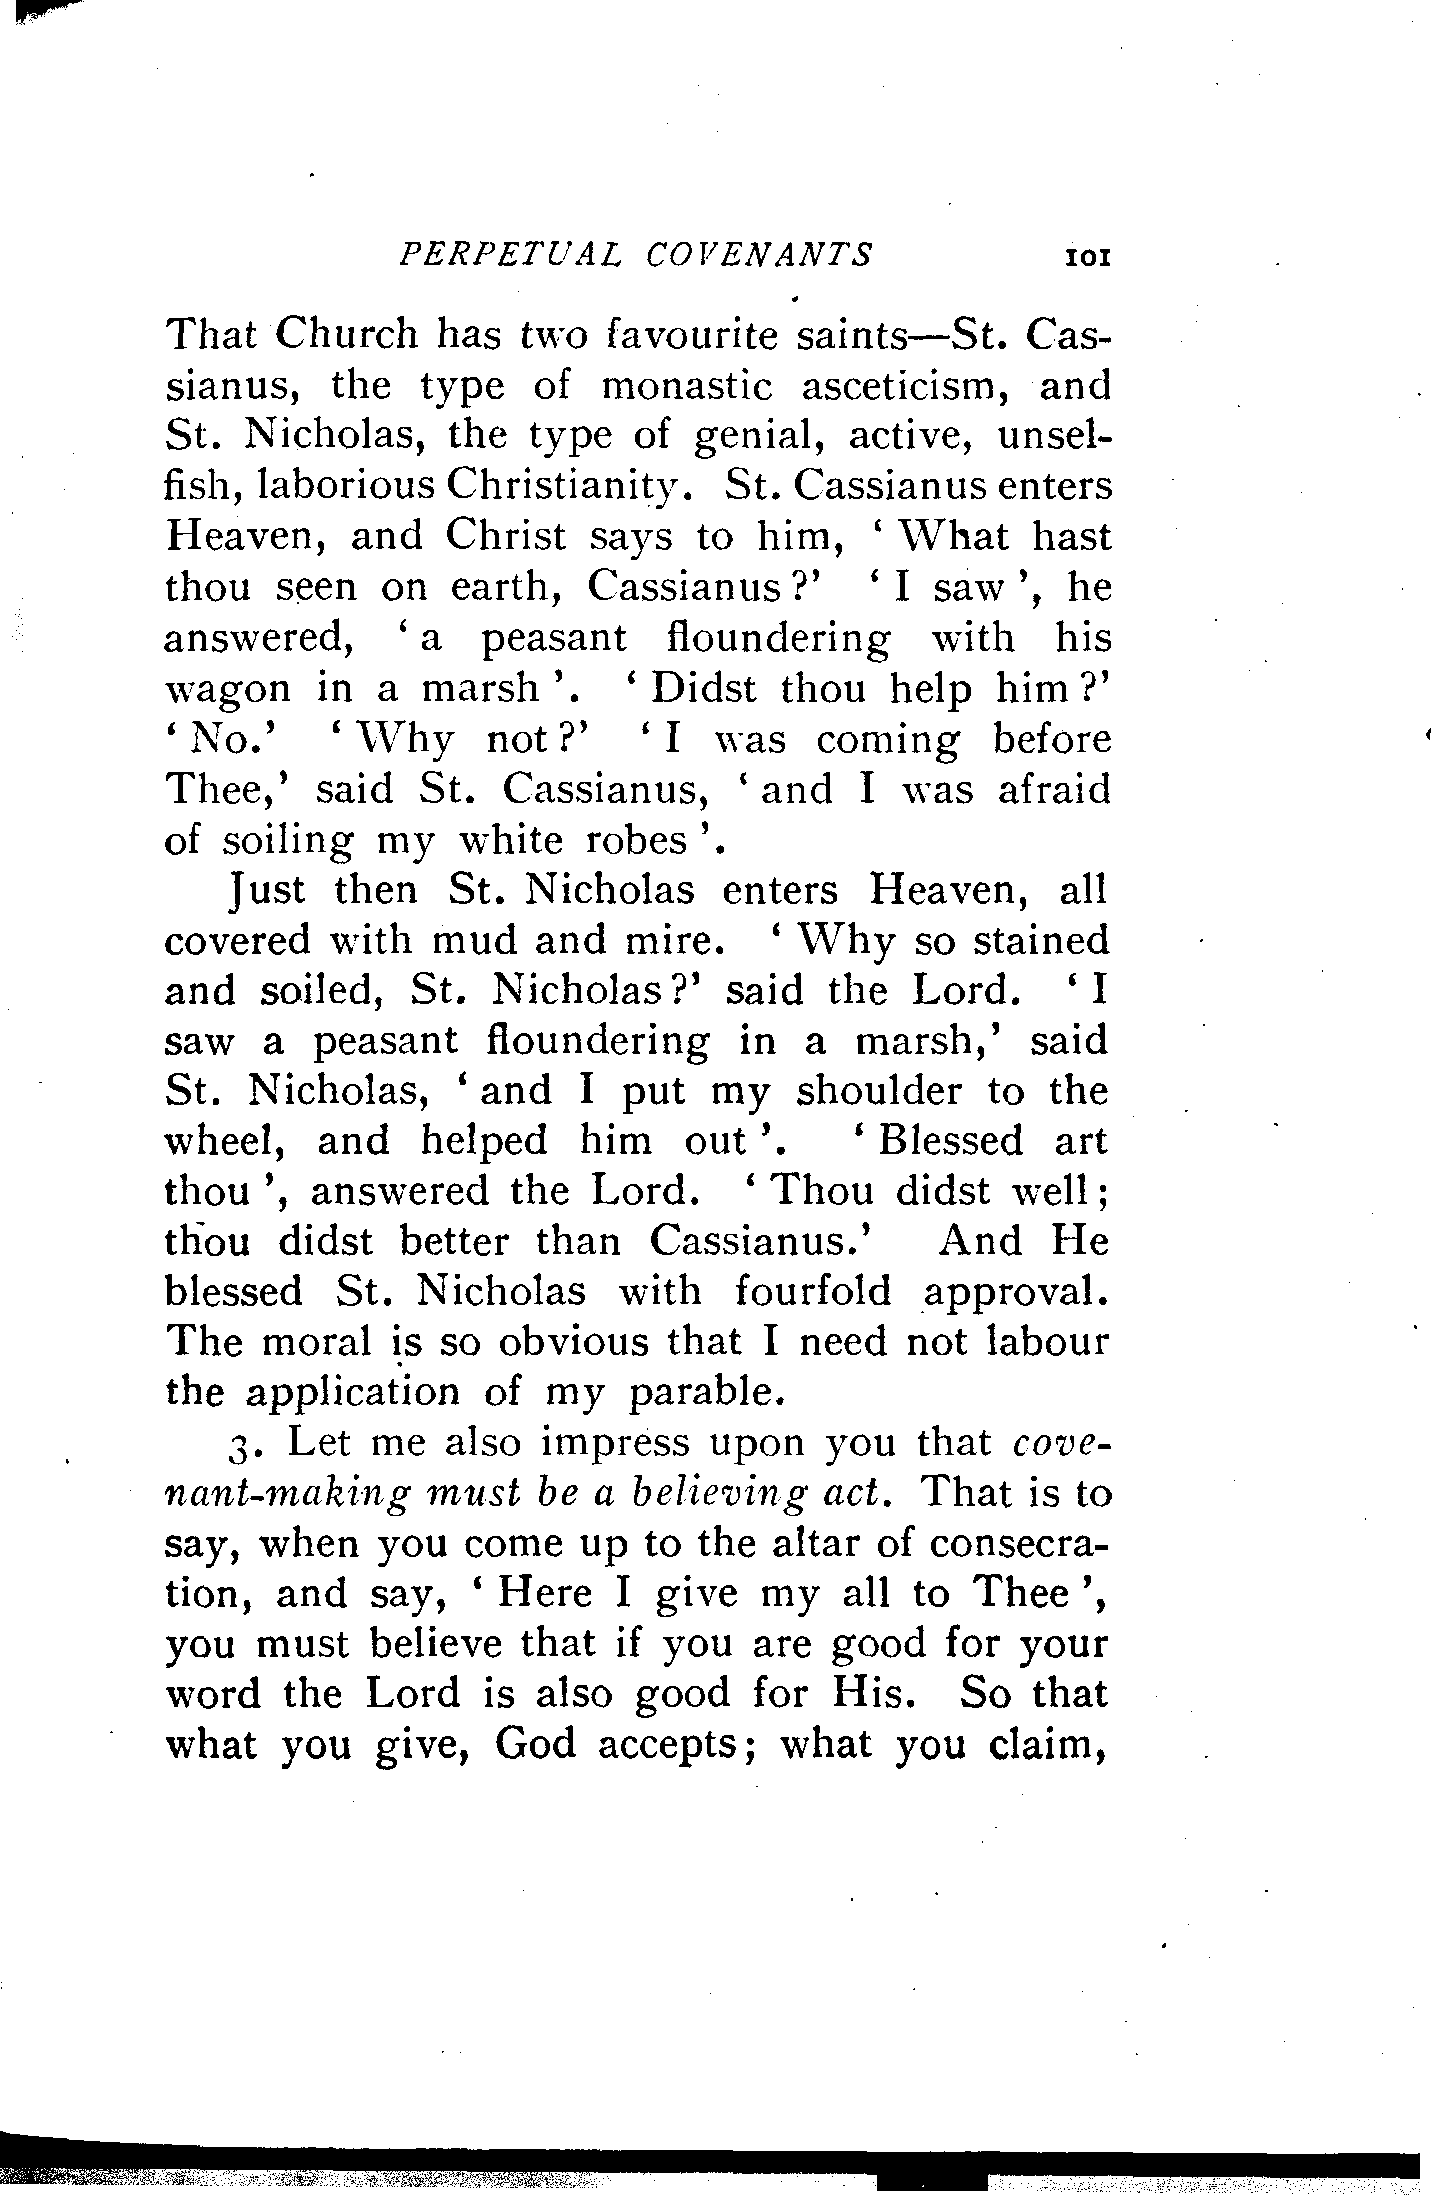 PERPETUAL COVENANTS 101
That Church has two favourite saints—St. Cas-
sianus, the type of monastic asceticism, and
St. Nicholas, the type of genial, active, unsel-
fish, laborious Christianity. St. Cassianus enters
Heaven, and Christ says to him, ‘ What hast
thou seen on earth, Cassianus ?’ ‘ I saw ’, he
answered, ‘ a peasant floundering with his
wagon in a marsh ’. ‘ Didst thou help him ?’
‘ No.’ ‘ Why not ?’ ‘ I was coming before
Thee,’ said St. Cassianus, ‘ and I was afraid
of soiling my white robes ’.
Just then St. Nicholas enters Heaven, all
covered with mud and mire. ‘ Why so stained
and soiled, St. Nicholas ?’ said the Lord. ‘ I
saw a peasant floundering in a marsh,’ said
St. Nicholas, ‘ and I put my shoulder to the
wheel, and helped him out ’. ‘ Blessed art
thou ’, answered the Lord. ‘ Thou didst well ;
thou didst better than Cassianus.’ And He
blessed St. Nicholas with fourfold approval.
The moral is so obvious that I need not labour
the application of my parable.
3. Let me also impress upon you that cove-
nant-making must be a believing act. That is to
say, when you come up to the altar of consecra-
tion, and say, ‘ Here I give my all to Thee ’,
you must believe that if you are good for your
word the Lord is also good for His. So that
what you give, God accepts ; what you claim,